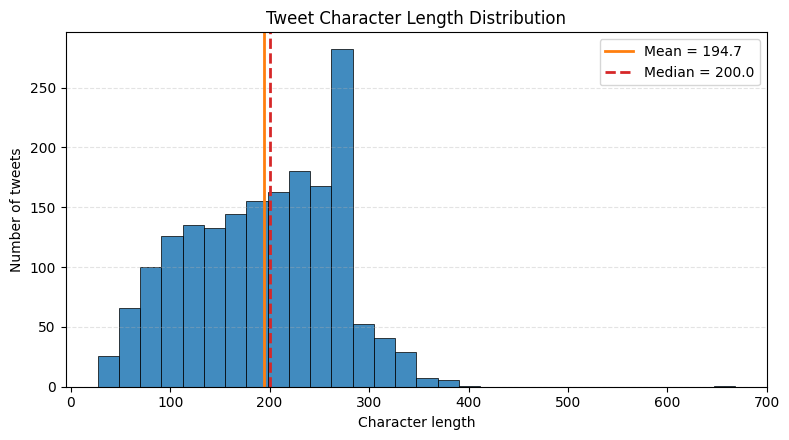 Tweet Character Length Distribution
Mean = 194.7
Median = 200.0
Number of tweets
250
200
150
100
50
0
0 100 200 300 400 500 600 700
Character length